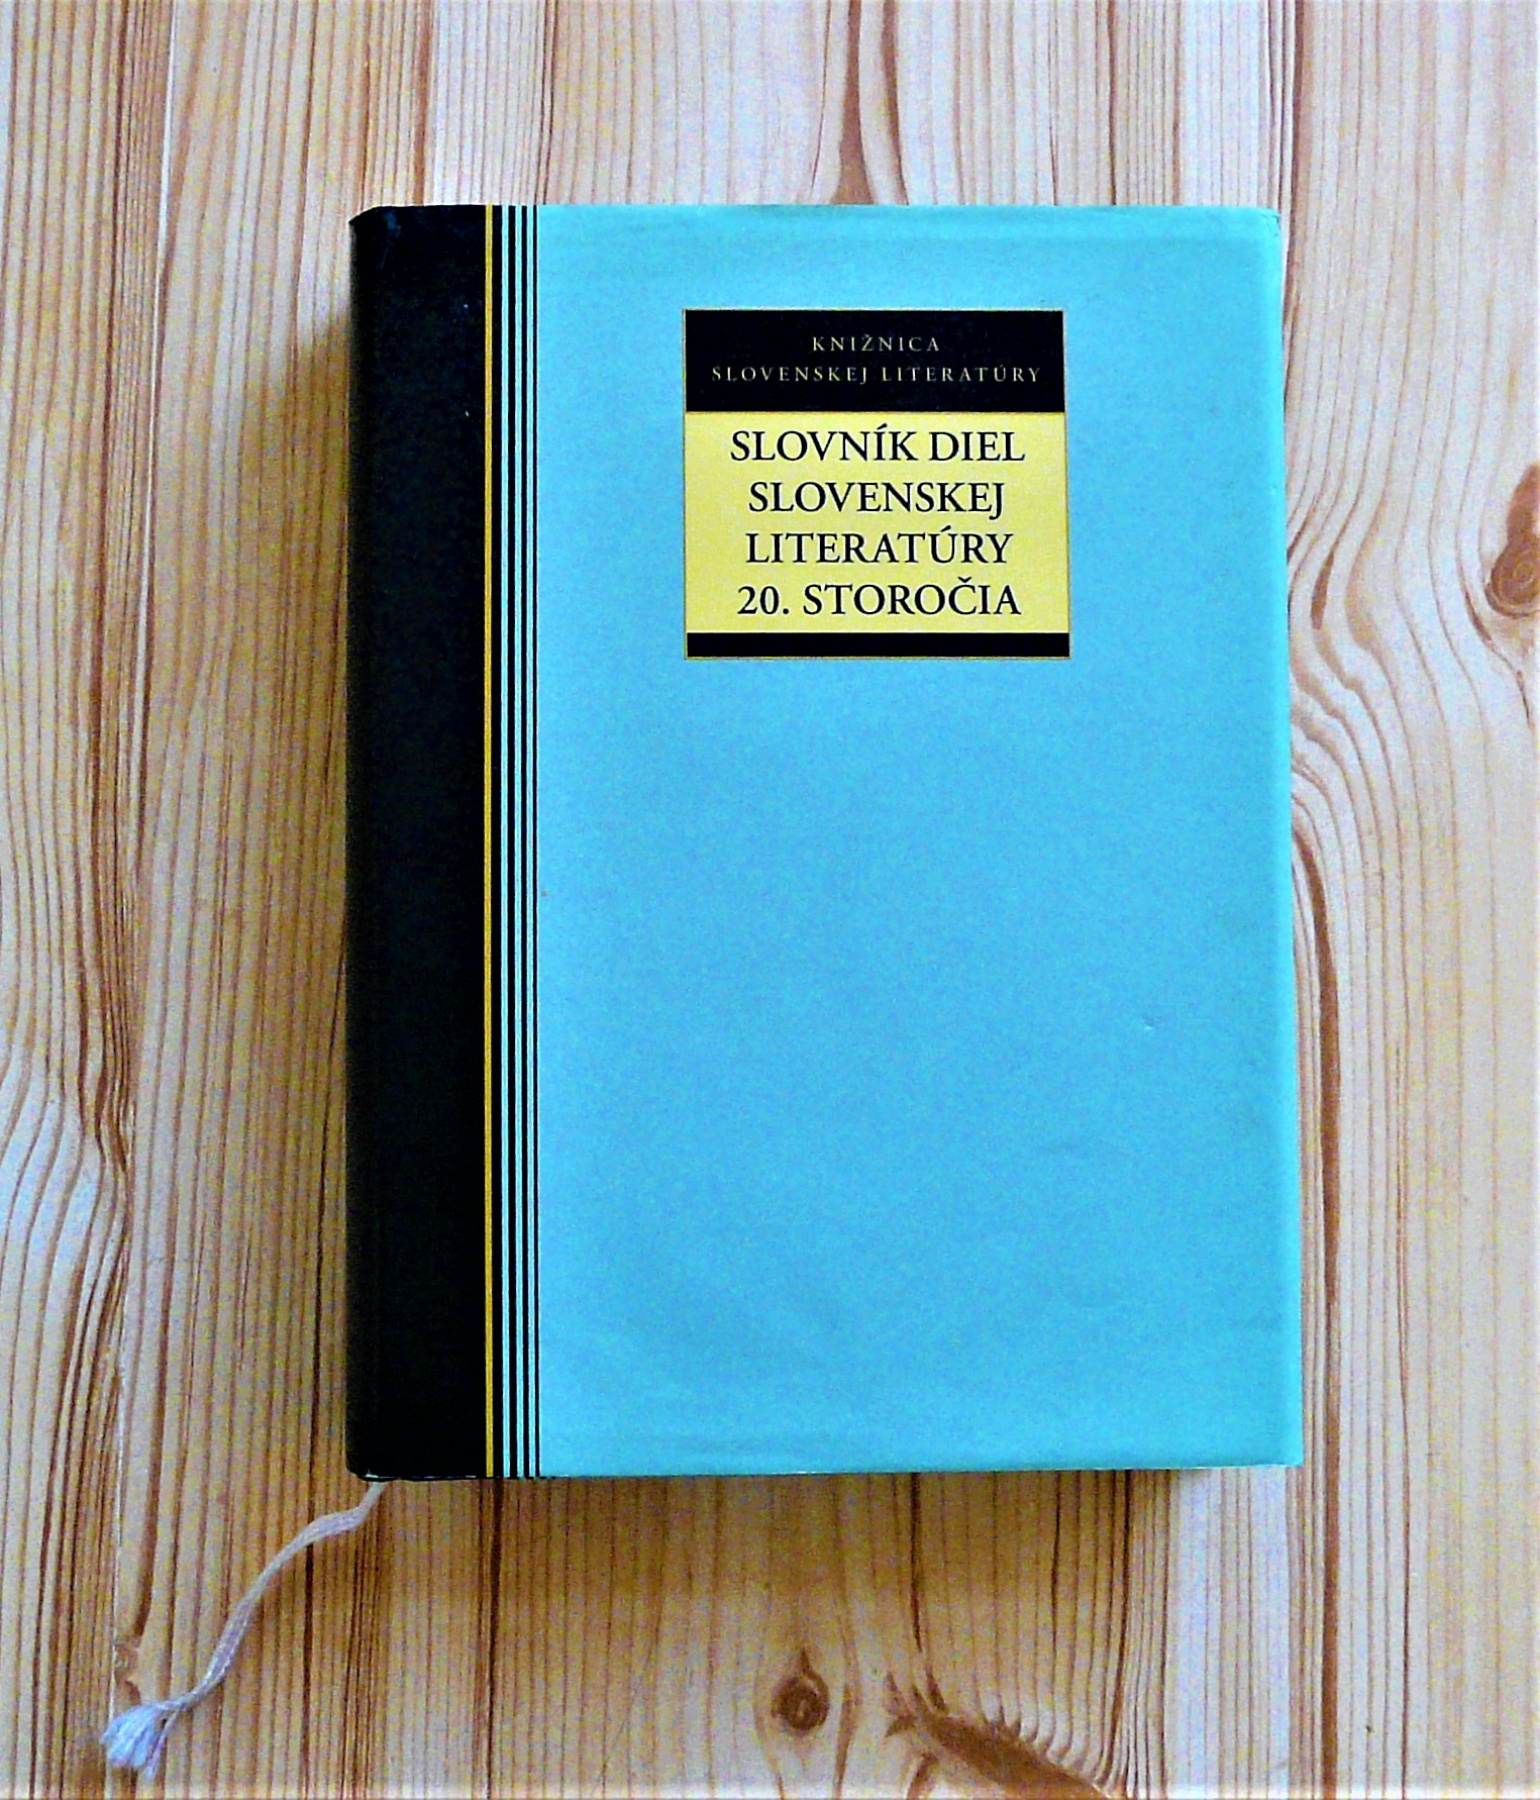 KNIŽNICA
SLOVENSKEJ LITERATÚRY
SLOVNÍK DIEL
SLOVENSKEJ
LITERATÚRY
20. STOROČIA